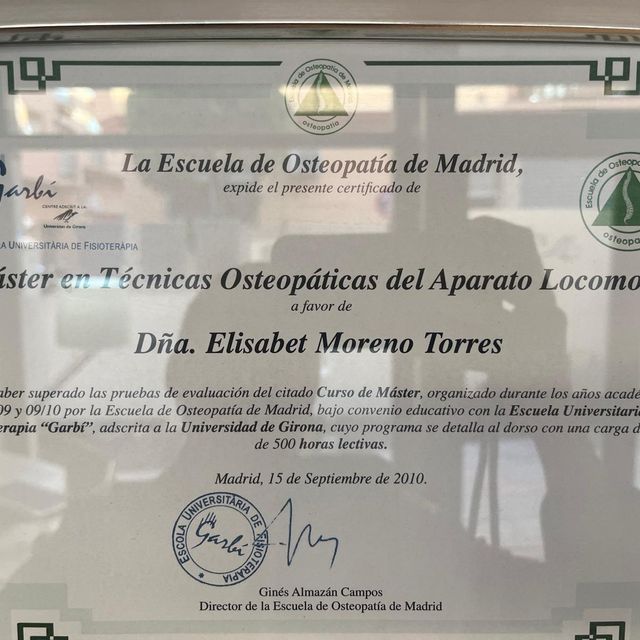 Escuela de Osteopatía de Madrid
osteopatía
La Escuela de Osteopatía de Madrid,
expide el presente certificado de
Garbí
CENTRE ADSCRIT A LA
Universitat de Girona
Escuela de Osteopatía
osteopa
RA UNIVERSITÀRIA DE FISIOTERÀPIA
áster en Técnicas Osteopáticas del Aparato Locomo
a favor de
Dña. Elisabet Moreno Torres
aber superado las pruebas de evaluación del citado Curso de Máster, organizado durante los años acadé
09 y 09/10 por la Escuela de Osteopatía de Madrid, bajo convenio educativo con la Escuela Universitaria
erapia “Garbí”, adscrita a la Universidad de Girona, cuyo programa se detalla al dorso con una carga d
de 500 horas lectivas.
Madrid, 15 de Septiembre de 2010.
ESCOLA UNIVERSITÀRIA DE FISIOTERÀPIA
Garbí
Ginés Almazán Campos
Director de la Escuela de Osteopatía de Madrid